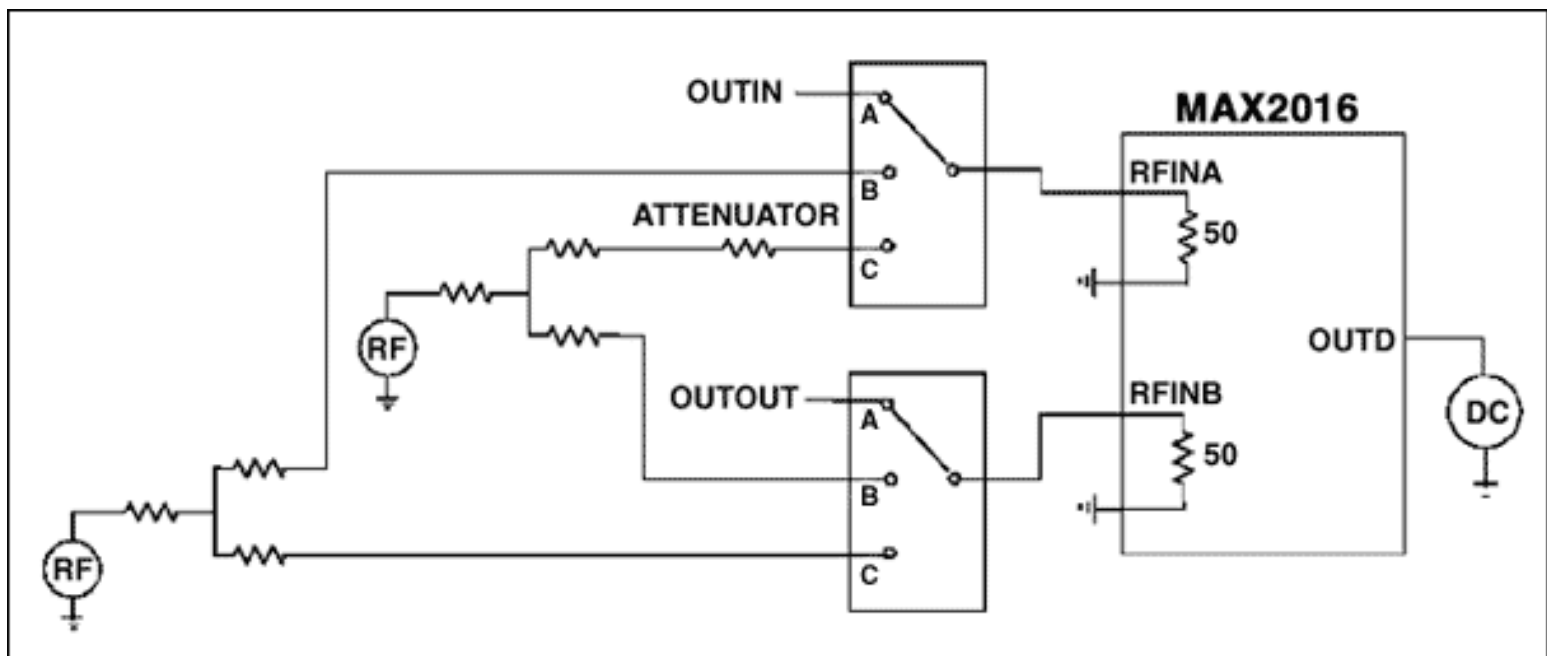 OUTIN
A
MAX2016
B
RFINA
ATTENUATOR
50
C
RF
OUTD
OUTOUT
A
RFINB
DC
50
B
RF
C